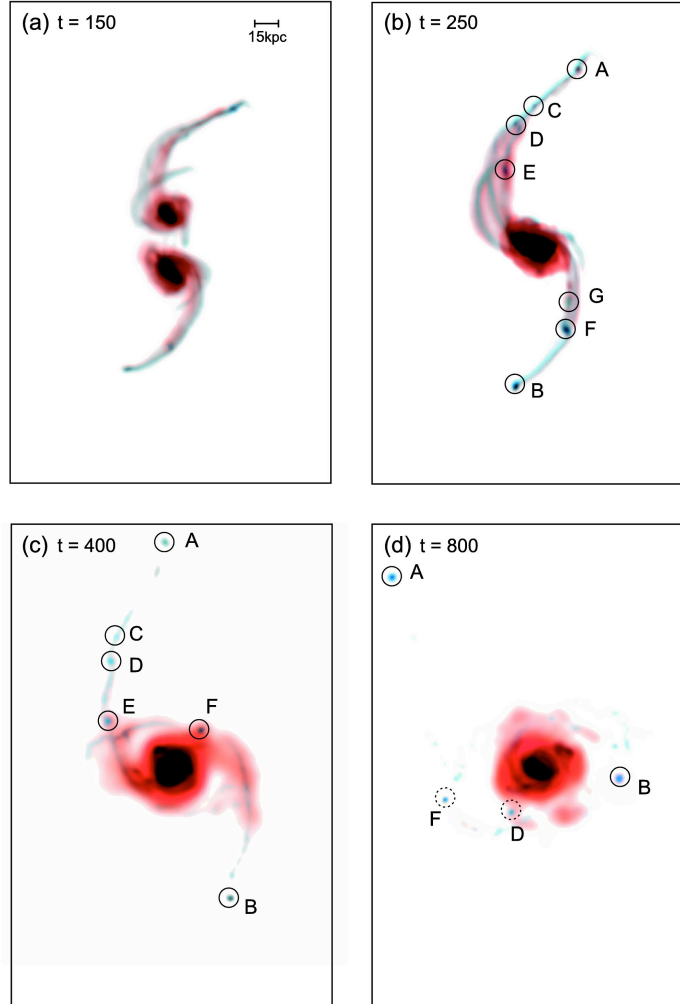 (a) t = 150
15kpc
(b) t = 250
A
C
D
E
G
F
B
(c) t = 400
A
C
D
E
F
B
(d) t = 800
A
B
F
D